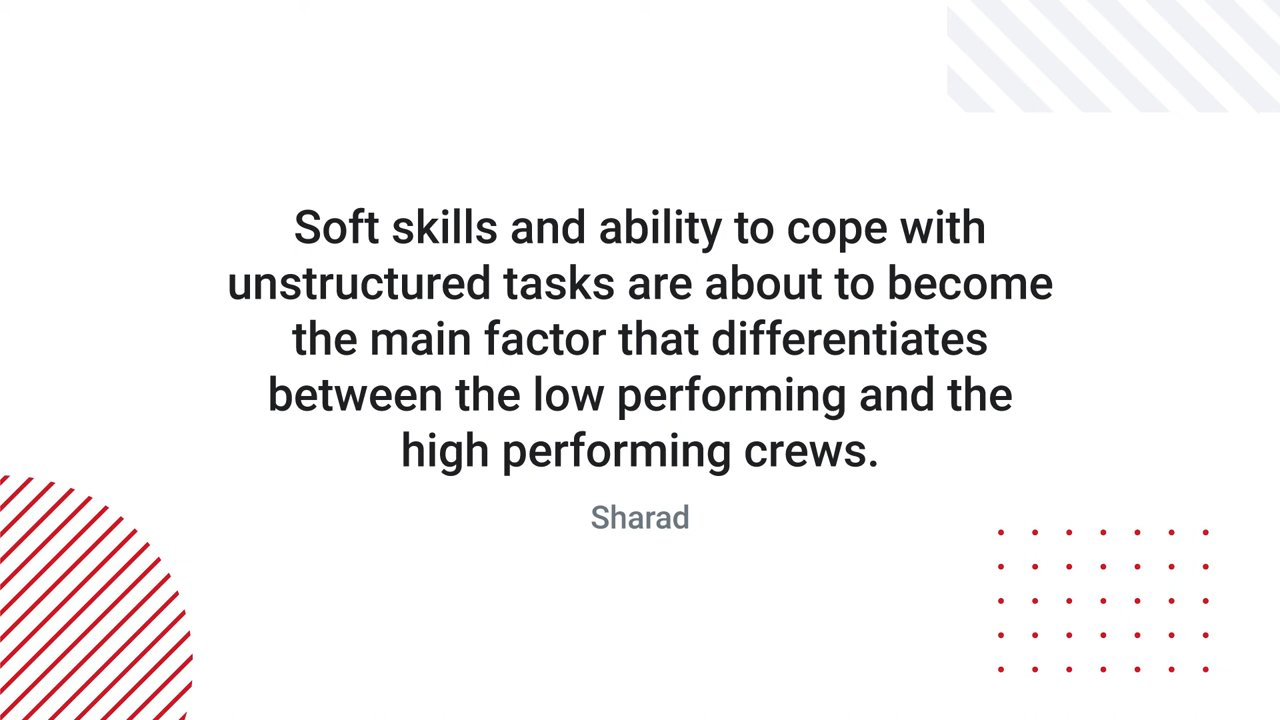 Soft skills and ability to cope with
unstructured tasks are about to become
the main factor that differentiates
between the low performing and the
high performing crews.
Sharad